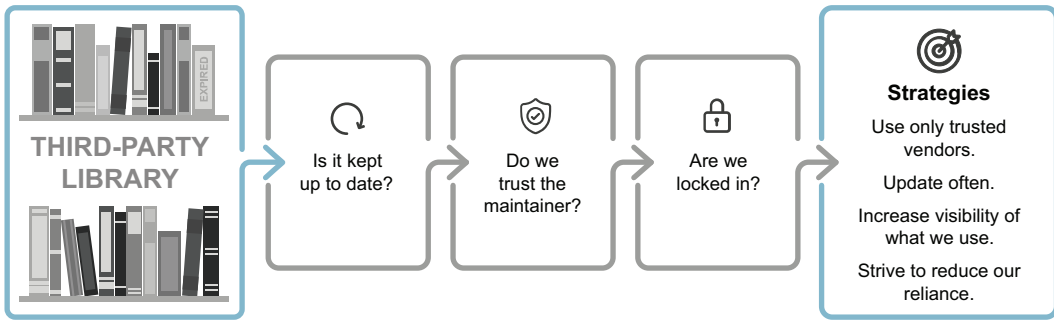 EXPIRED
THIRD-PARTY
LIBRARY
Is it kept
up to date?
Do we
trust the
maintainer?
Are we
locked in?
Strategies
Use only trusted
vendors.
Update often.
Increase visibility of
what we use.
Strive to reduce our
reliance.